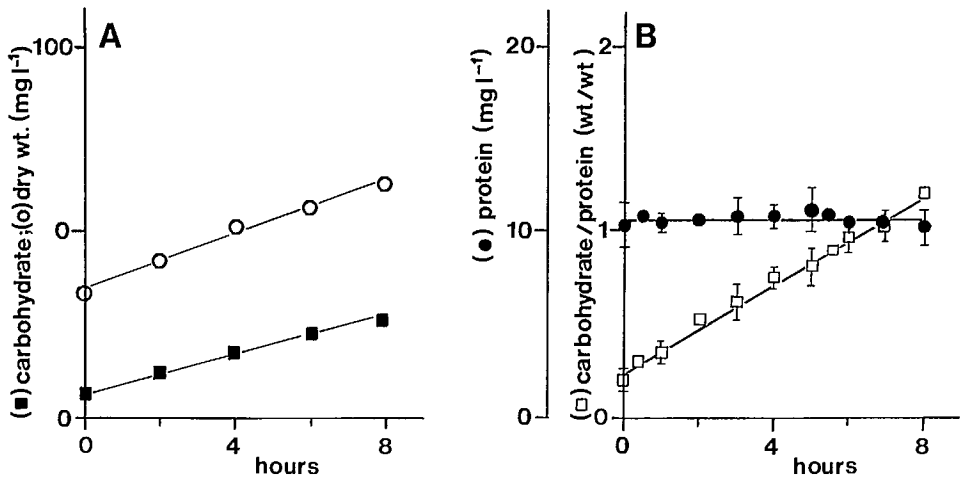 A
100
0
0
(■) carbohydrate;(o)dry wt.(mg l⁻¹)
0
4
8
hours
B
20
10
0
(●) protein (mg l⁻¹)
2
1
0
(□) carbohydrate/protein (wt/wt)
0
4
8
hours